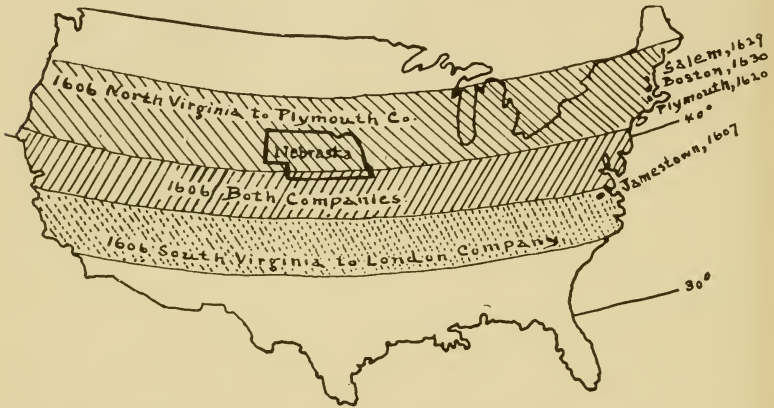 Salem, 1629
Boston, 1630
Plymouth, 1620
40°
1606 North Virginia to Plymouth Co.
Nebraska
Jamestown, 1607
1606 Both Companies
1606 South Virginia to London Company
30°